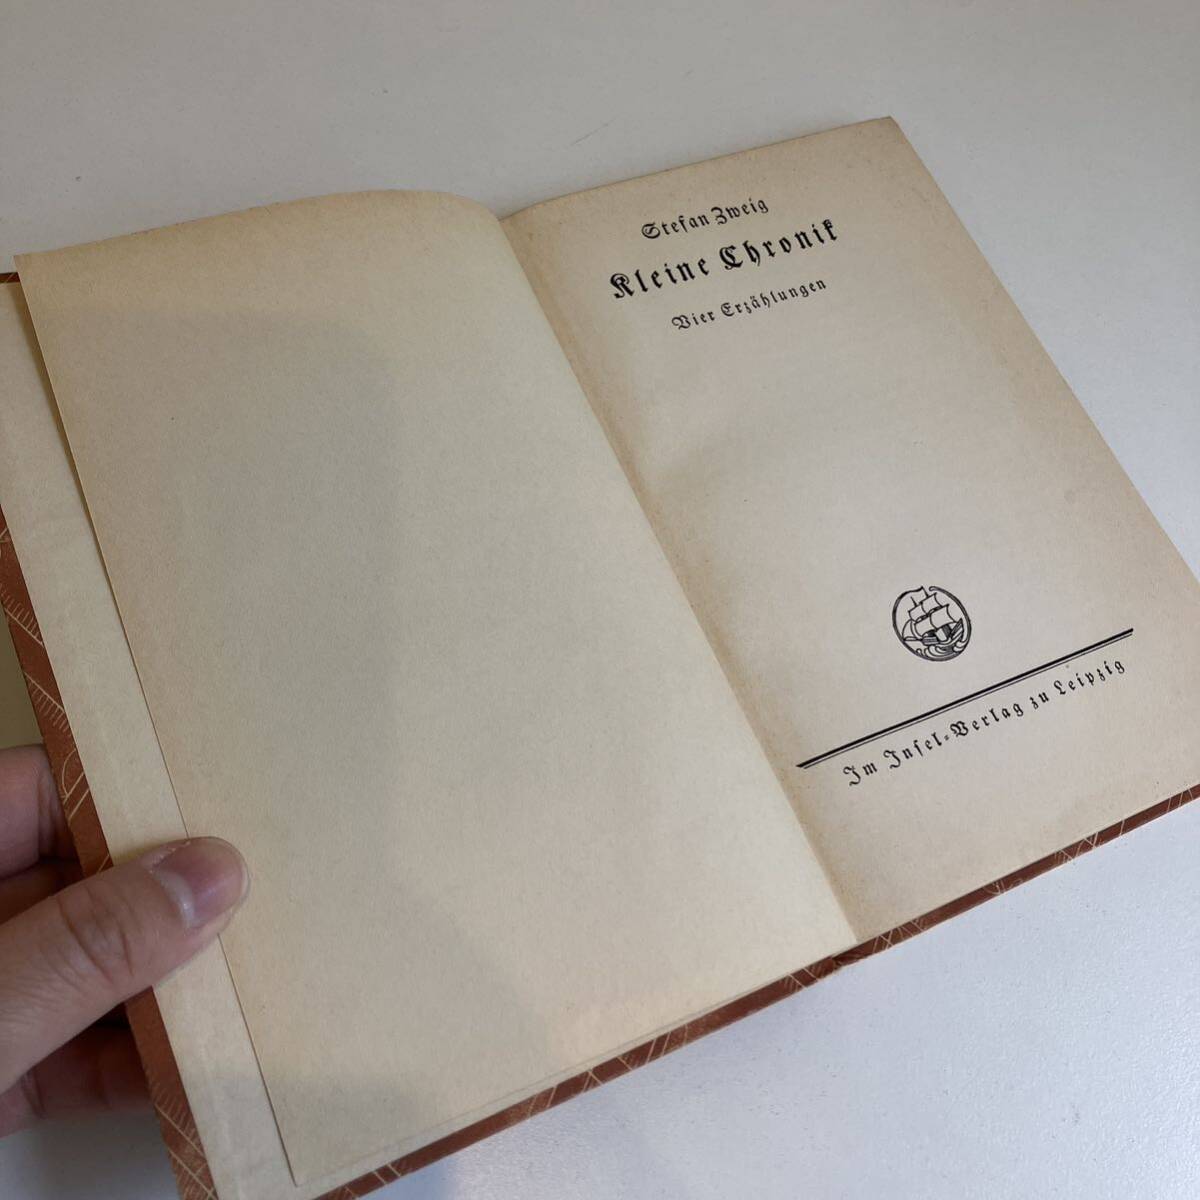 Stefan Zweig
Kleine Chronik
Vier Erzählungen
Im Insel-Verlag zu Leipzig